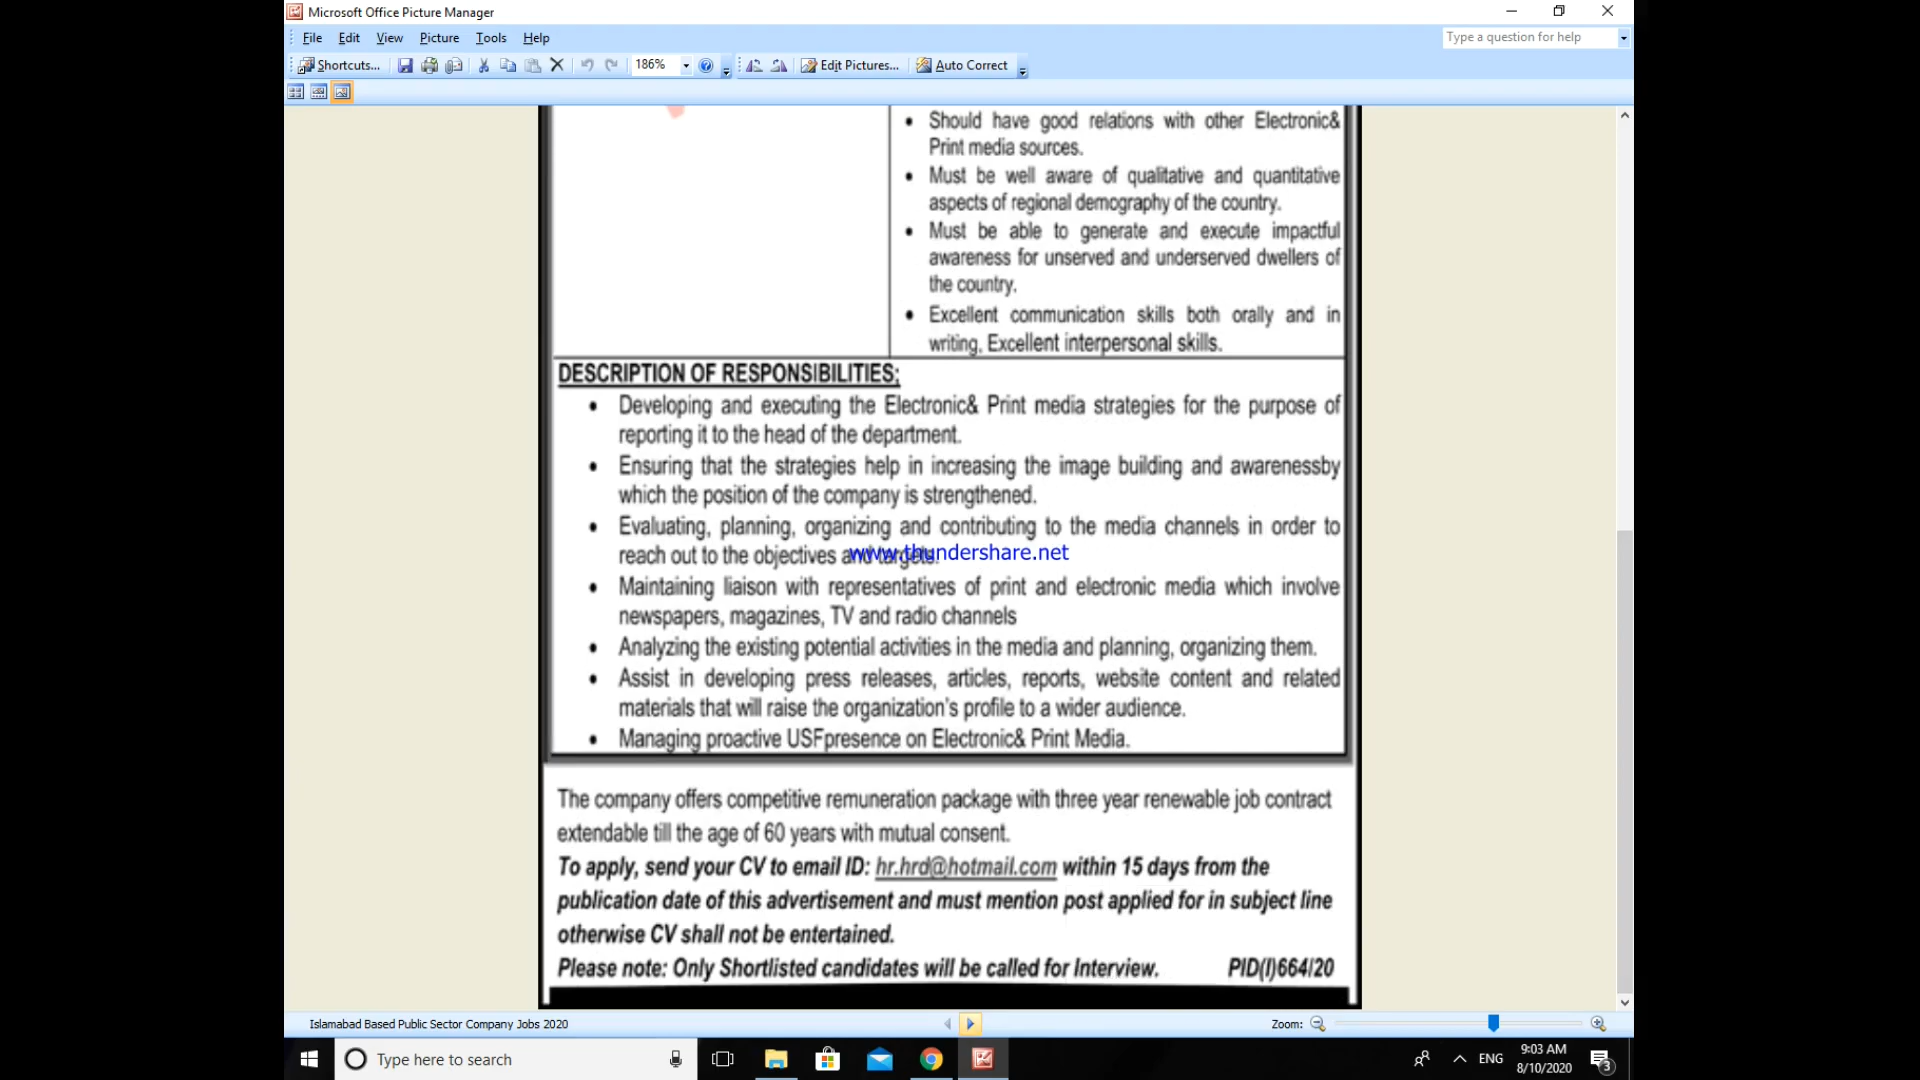 Microsoft Office Picture Manager
File Edit View Picture Tools Help
Type a question for help
Shortcuts...
186%
Edit Pictures...
Auto Correct
• Should have good relations with other Electronic&
Print media sources.
• Must be well aware of qualitative and quantitative
aspects of regional demography of the country.
• Must be able to generate and execute impactful
awareness for unserved and underserved dwellers of
the country.
• Excellent communication skills both orally and in
writing, Excellent interpersonal skills.
DESCRIPTION OF RESPONSIBILITIES;
• Developing and executing the Electronic& Print media strategies for the purpose of
reporting it to the head of the department.
• Ensuring that the strategies help in increasing the image building and awarenessby
which the position of the company is strengthened.
• Evaluating, planning, organizing and contributing to the media channels in order to
reach out to the objectives and targets.
www.thundershare.net
• Maintaining liaison with representatives of print and electronic media which involve
newspapers, magazines, TV and radio channels
• Analyzing the existing potential activities in the media and planning, organizing them.
• Assist in developing press releases, articles, reports, website content and related
materials that will raise the organization's profile to a wider audience.
• Managing proactive USFpresence on Electronic& Print Media.
The company offers competitive remuneration package with three year renewable job contract
extendable till the age of 60 years with mutual consent.
To apply, send your CV to email ID: hr.hrd@hotmail.com within 15 days from the
publication date of this advertisement and must mention post applied for in subject line
otherwise CV shall not be entertained.
Please note: Only Shortlisted candidates will be called for Interview. PID(I)664/20
Islamabad Based Public Sector Company Jobs 2020
Zoom:
Type here to search
ENG
9:03 AM
8/10/2020
3